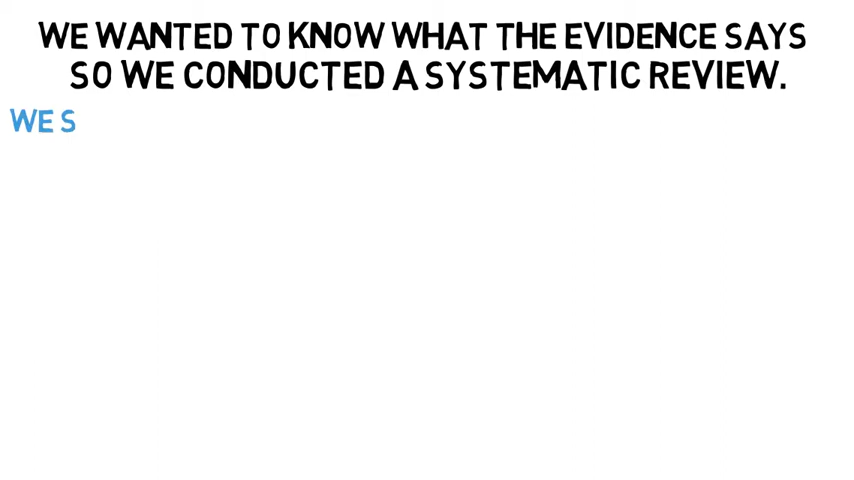 WE WANTED TO KNOW WHAT THE EVIDENCE SAYS
SO WE CONDUCTED A SYSTEMATIC REVIEW.
WE S